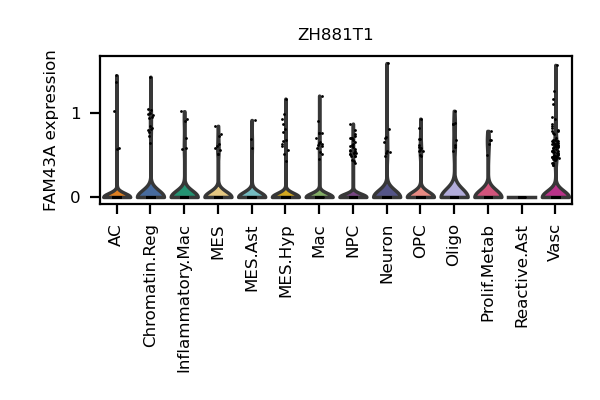 ZH881T1
FAM43A expression
1
0
AC
Chromatin.Reg
Inflammatory.Mac
MES
MES.Ast
MES.Hyp
Mac
NPC
Neuron
OPC
Oligo
Prolif.Metab
Reactive.Ast
Vasc